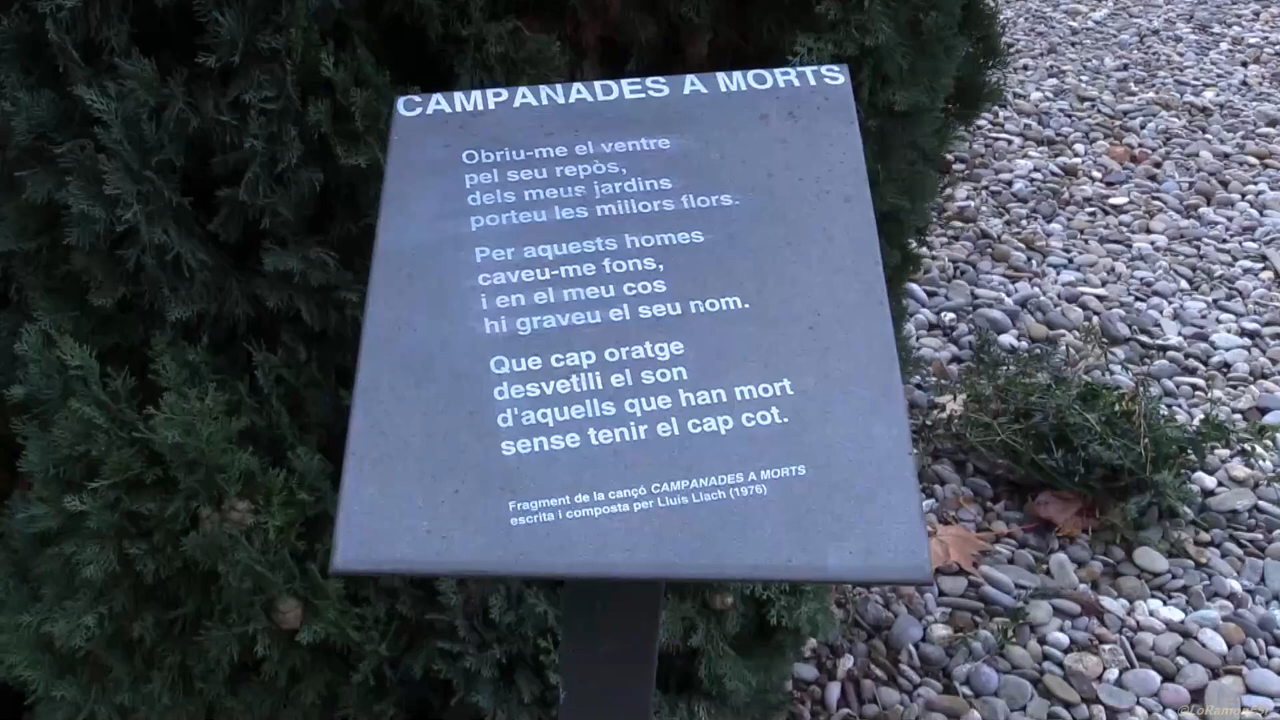 CAMPANADES A MORTS
Obriu-me el ventre
pel seu repòs,
dels meus jardins
porteu les millors flors.
Per aquests homes
caveu-me fons,
i en el meu cos
hi graveu el seu nom.
Que cap oratge
desvetlli el son
d'aquells que han mort
sense tenir el cap cot.
Fragment de la cançó CAMPANADES A MORTS
escrita i composta per Lluís Llach (1976)